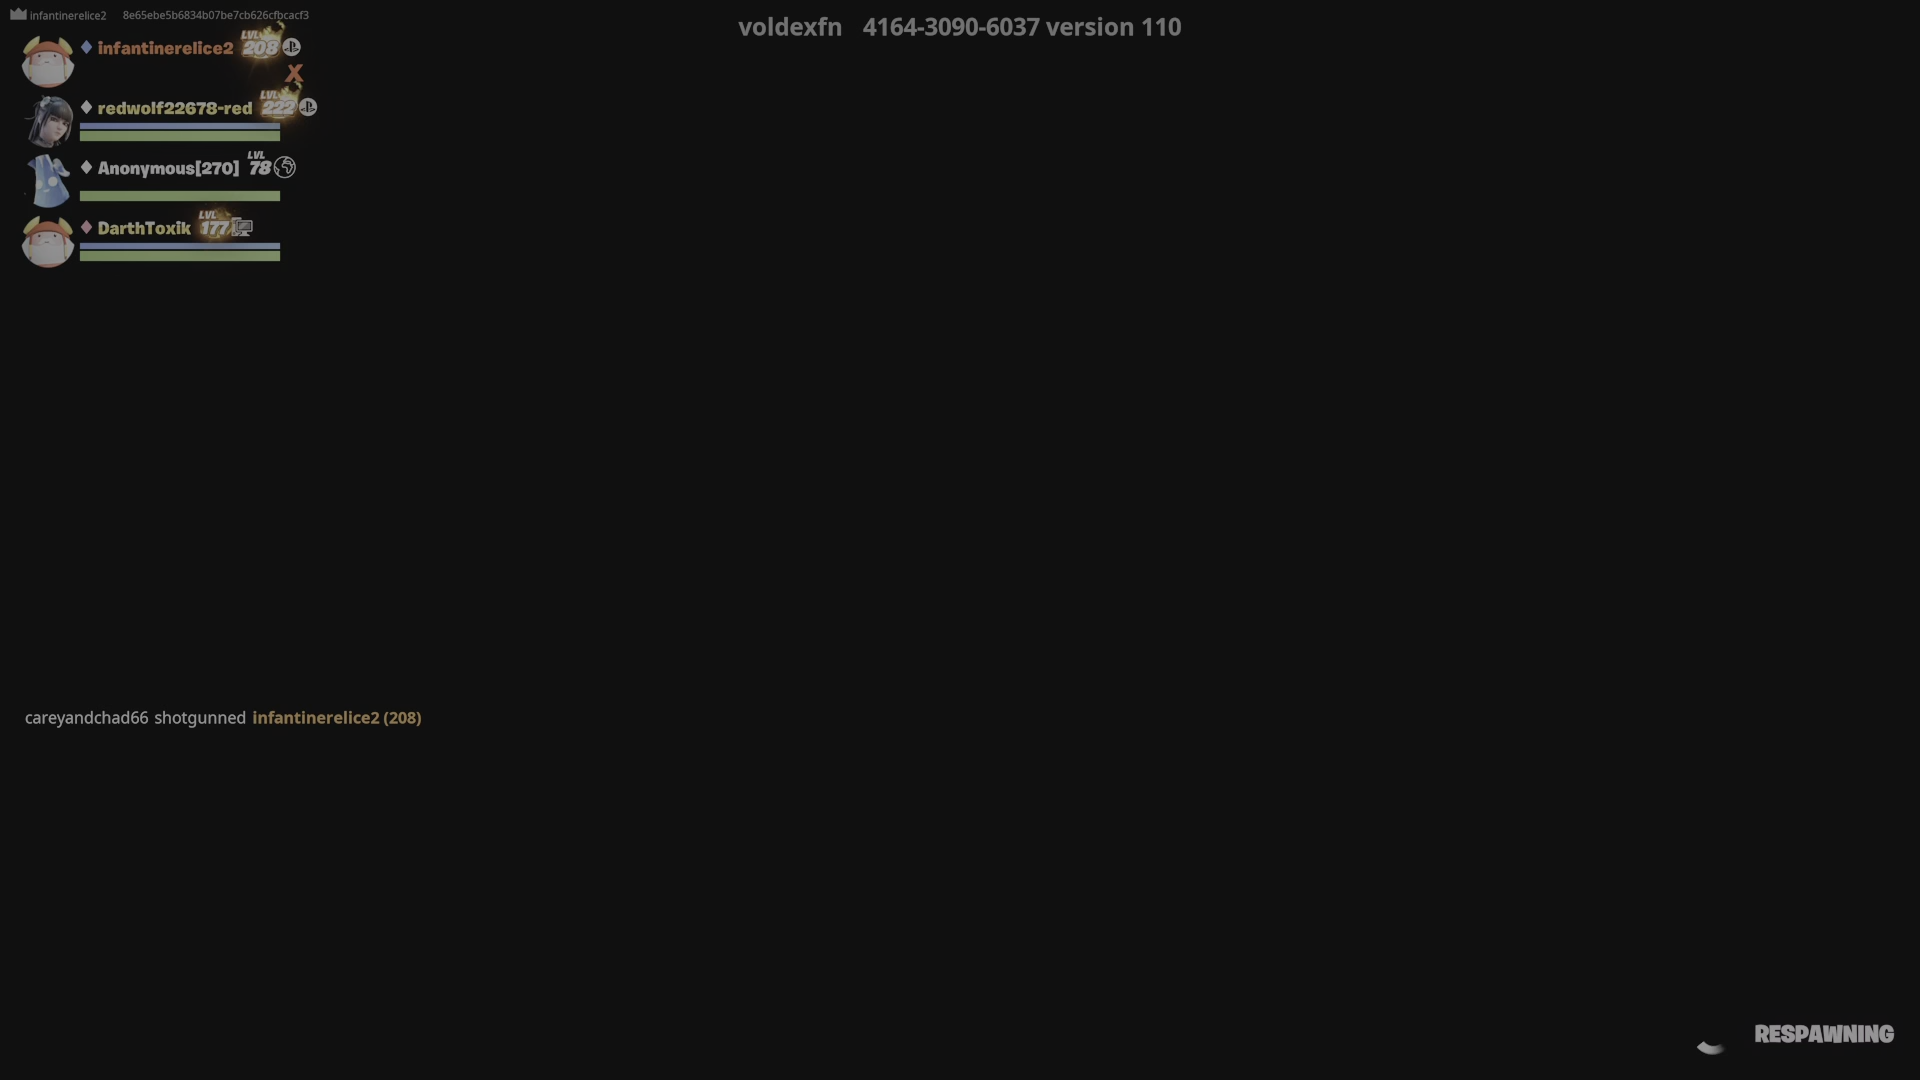 infantinerelice2 8e65ebe5b6834b07be7cb626cfbcacf3
voldexfn 4164-3090-6037 version 110
infantinerelice2 LVL 208
X
redwolf22678-red LVL 222
Anonymous[270] LVL 78
DarthToxik LVL 177
careyandchad66 shotgunned infantinerelice2 (208)
RESPAWNING